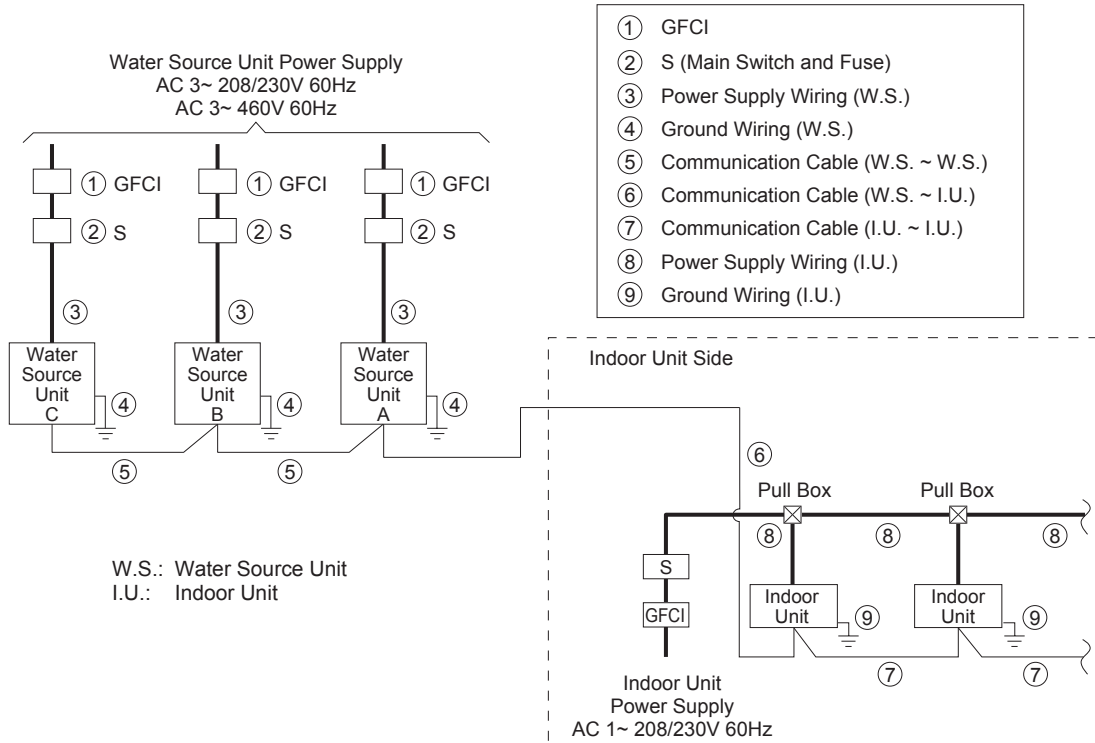 Water Source Unit Power Supply
AC 3~ 208/230V 60Hz
AC 3~ 460V 60Hz
① GFCI
② S (Main Switch and Fuse)
③ Power Supply Wiring (W.S.)
④ Ground Wiring (W.S.)
⑤ Communication Cable (W.S. ~ W.S.)
⑥ Communication Cable (W.S. ~ I.U.)
⑦ Communication Cable (I.U. ~ I.U.)
⑧ Power Supply Wiring (I.U.)
⑨ Ground Wiring (I.U.)
① GFCI
② S
③
Water
Source
Unit
C
④
① GFCI
② S
③
Water
Source
Unit
B
④
① GFCI
② S
③
Water
Source
Unit
A
④
⑤
⑤
W.S.: Water Source Unit
I.U.: Indoor Unit
Indoor Unit Side
⑥
Pull Box
Pull Box
⑧
⑧
⑧
S
GFCI
Indoor
Unit
⑨
Indoor
Unit
⑨
⑦
⑦
Indoor Unit
Power Supply
AC 1~ 208/230V 60Hz